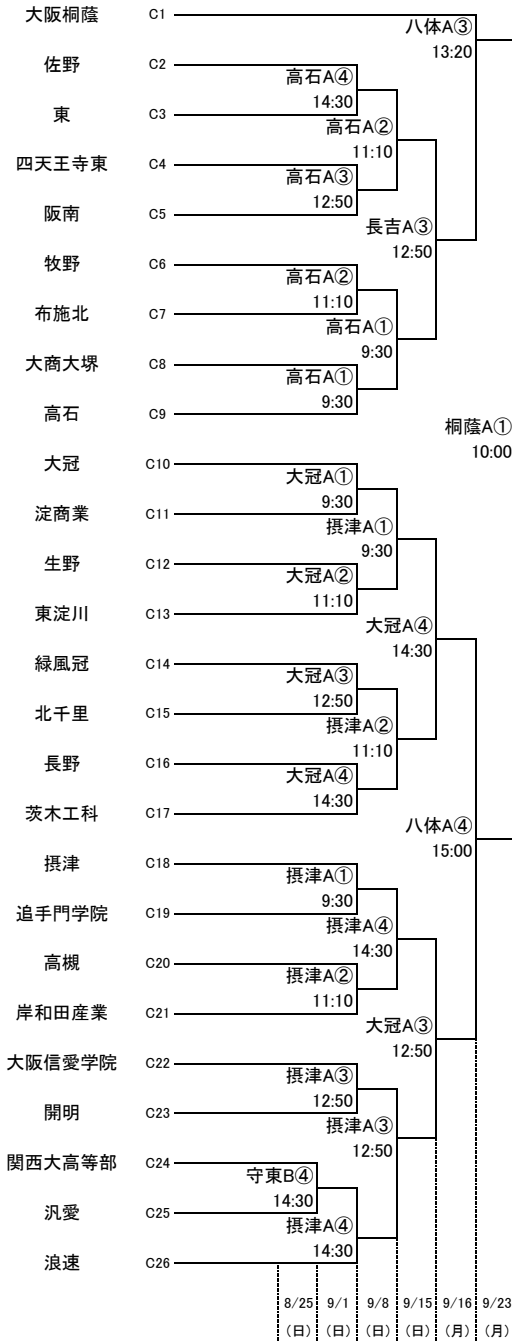 大阪桐蔭 C1
八体A③
13:20
佐野 C2
高石A④
14:30
東 C3
高石A②
11:10
四天王寺東 C4
高石A③
12:50
阪南 C5
長吉A③
12:50
牧野 C6
高石A②
11:10
布施北 C7
高石A①
9:30
大商大堺 C8
高石A①
9:30
高石 C9
桐蔭A①
10:00
大冠 C10
大冠A①
9:30
淀商業 C11
摂津A①
9:30
生野 C12
大冠A②
11:10
東淀川 C13
大冠A④
14:30
緑風冠 C14
大冠A③
12:50
北千里 C15
摂津A②
11:10
長野 C16
大冠A④
14:30
茨木工科 C17
八体A④
15:00
摂津 C18
摂津A①
9:30
追手門学院 C19
摂津A④
14:30
高槻 C20
摂津A②
11:10
岸和田産業 C21
大冠A③
12:50
大阪信愛学院 C22
摂津A③
12:50
開明 C23
摂津A③
12:50
関西大高等部 C24
守東B④
14:30
汎愛 C25
摂津A④
14:30
浪速 C26
8/25 9/1 9/8 9/15 9/16 9/23
（日） （日） （日） （日） （月） （月）